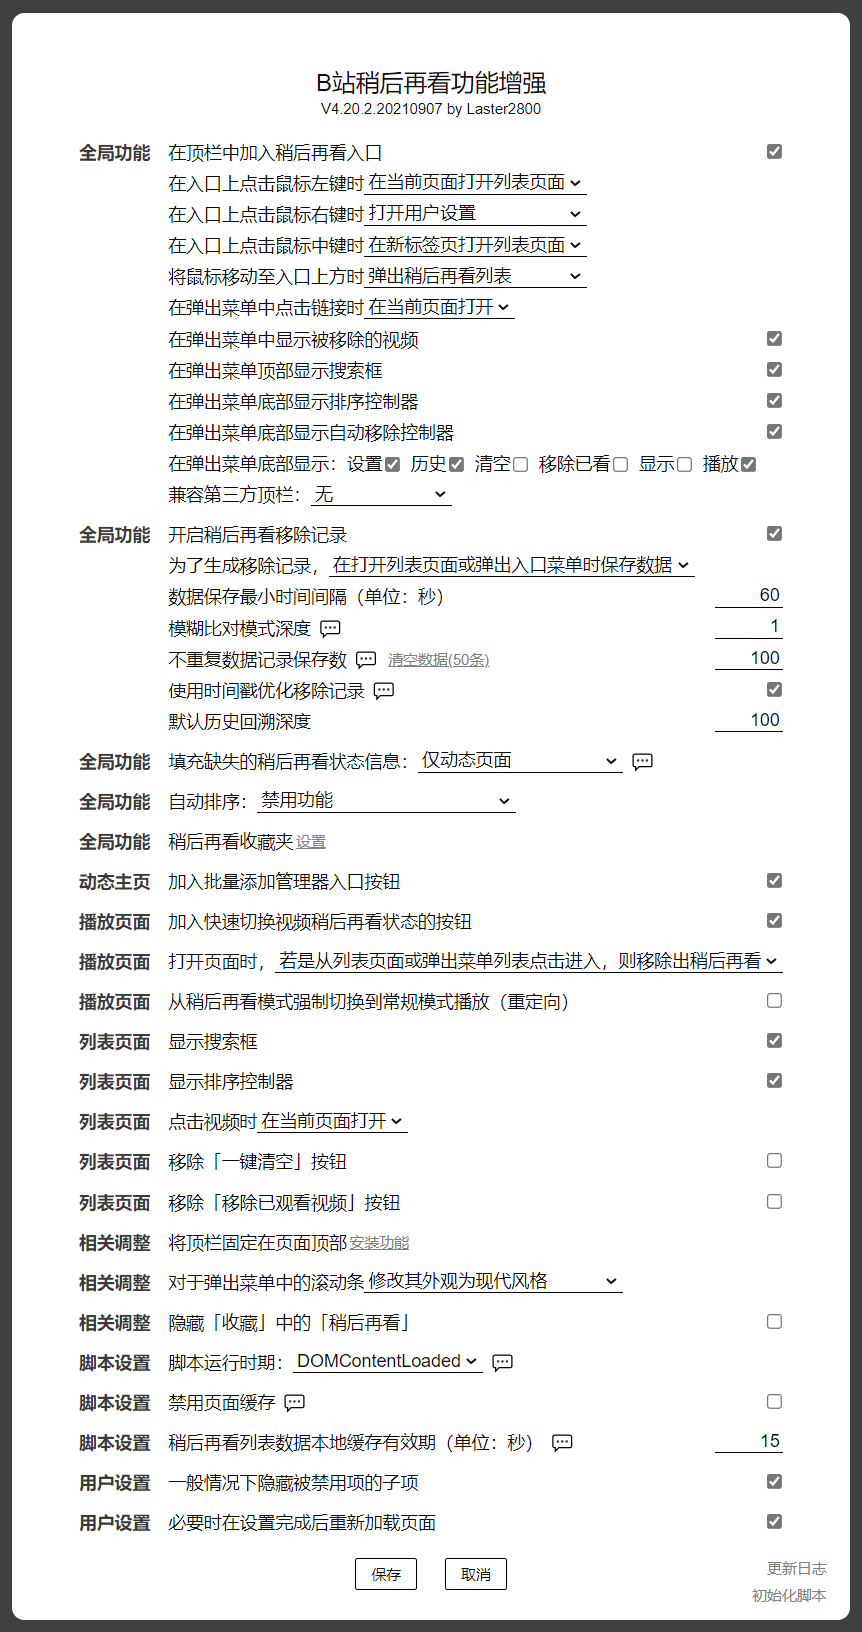 B站稍后再看功能增强
V4.20.2.20210907 by Laster2800
全局功能 在顶栏中加入稍后再看入口
在入口上点击鼠标左键时 在当前页面打开列表页面
在入口上点击鼠标右键时 打开用户设置
在入口上点击鼠标中键时 在新标签页打开列表页面
将鼠标移动至入口上方时 弹出稍后再看列表
在弹出菜单中点击链接时 在当前页面打开
在弹出菜单中显示被移除的视频
在弹出菜单顶部显示搜索框
在弹出菜单底部显示排序控制器
在弹出菜单底部显示自动移除控制器
在弹出菜单底部显示：设置 历史 清空 移除已看 显示 播放
兼容第三方顶栏：无
全局功能 开启稍后再看移除记录
为了生成移除记录，在打开列表页面或弹出入口菜单时保存数据
数据保存最小时间间隔（单位：秒） 60
模糊比对模式深度 1
不重复数据记录保存数 清空数据(50条) 100
使用时间戳优化移除记录
默认历史回溯深度 100
全局功能 填充缺失的稍后再看状态信息：仅动态页面
全局功能 自动排序：禁用功能
全局功能 稍后再看收藏夹 设置
动态主页 加入批量添加管理器入口按钮
播放页面 加入快速切换视频稍后再看状态的按钮
播放页面 打开页面时，若是从列表页面或弹出菜单列表点击进入，则移除出稍后再看
播放页面 从稍后再看模式强制切换到常规模式播放（重定向）
列表页面 显示搜索框
列表页面 显示排序控制器
列表页面 点击视频时 在当前页面打开
列表页面 移除「一键清空」按钮
列表页面 移除「移除已观看视频」按钮
相关调整 将顶栏固定在页面顶部 安装功能
相关调整 对于弹出菜单中的滚动条 修改其外观为现代风格
相关调整 隐藏「收藏」中的「稍后再看」
脚本设置 脚本运行时期：DOMContentLoaded
脚本设置 禁用页面缓存
脚本设置 稍后再看列表数据本地缓存有效期（单位：秒） 15
用户设置 一般情况下隐藏被禁用项的子项
用户设置 必要时在设置完成后重新加载页面
保存 取消 更新日志
初始化脚本